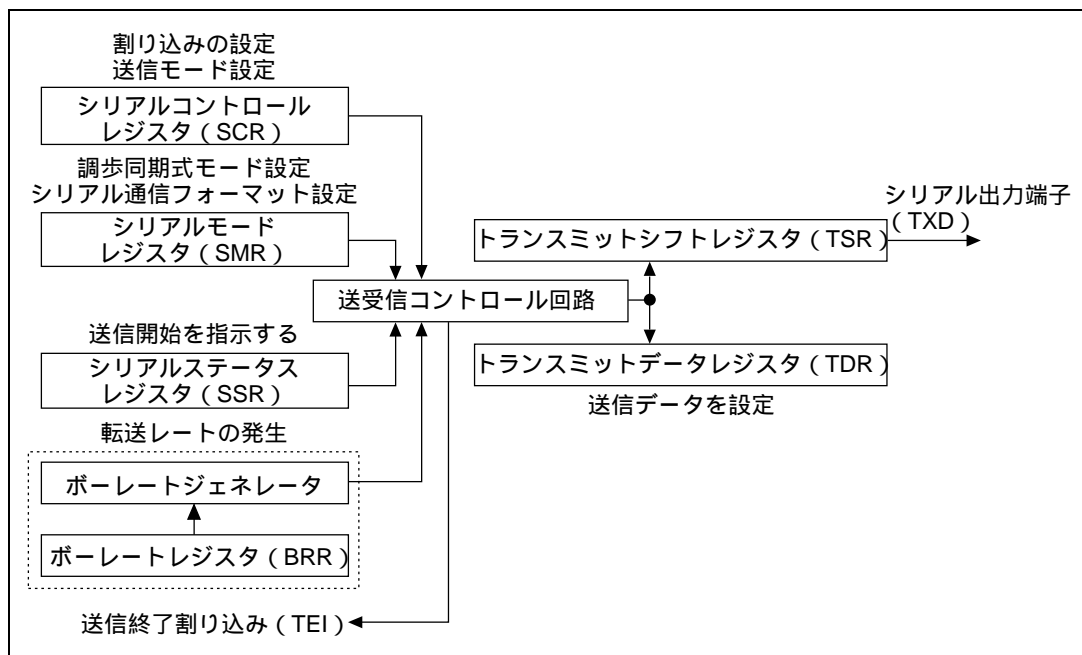 割り込みの設定
送信モード設定
シリアルコントロール
レジスタ(SCR)
調歩同期式モード設定
シリアル通信フォーマット設定
シリアルモード
レジスタ(SMR)
送信開始を指示する
シリアルステータス
レジスタ(SSR)
転送レートの発生
ボーレートジェネレータ
ボーレートレジスタ(BRR)
送信終了割り込み(TEI)
送受信コントロール回路
トランスミットシフトレジスタ(TSR)
シリアル出力端子
(TXD)
トランスミットデータレジスタ(TDR)
送信データを設定